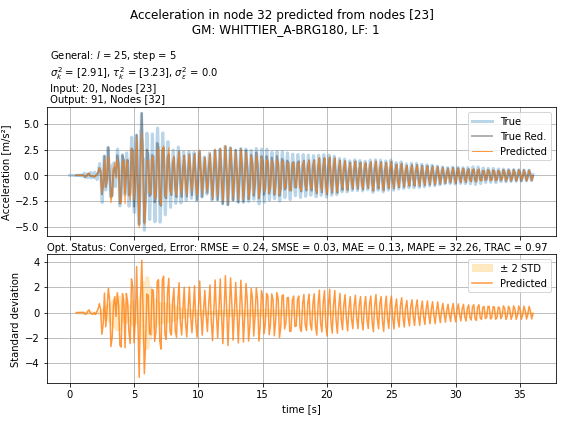 Acceleration in node 32 predicted from nodes [23]
GM: WHITTIER_A-BRG180, LF: 1
General: l = 25, step = 5
σ²ₖ = [2.91], τ²ₖ = [3.23], σ²ε = 0.0
Input: 20, Nodes [23]
Output: 91, Nodes [32]
Acceleration [m/s²]
5.0
2.5
0.0
−2.5
−5.0
True
True Red.
Predicted
Opt. Status: Converged, Error: RMSE = 0.24, SMSE = 0.03, MAE = 0.13, MAPE = 32.26, TRAC = 0.97
Standard deviation
4
2
0
−2
−4
± 2 STD
Predicted
0 5 10 15 20 25 30 35
time [s]